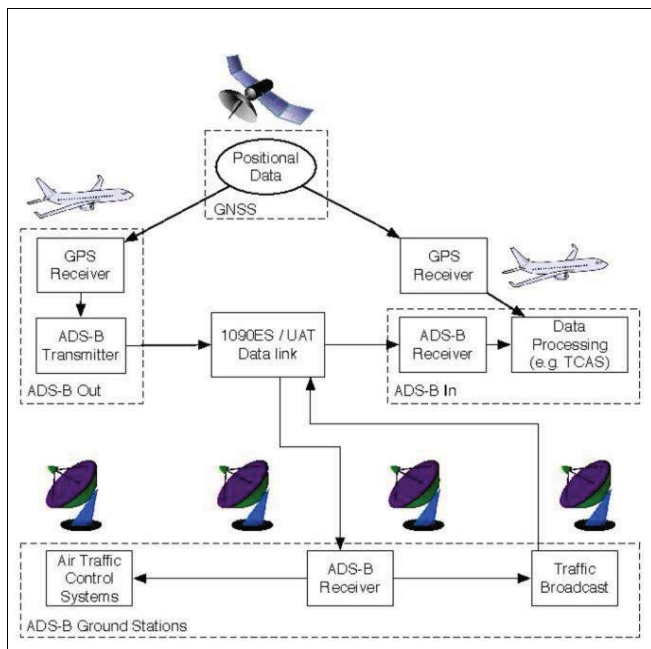 Positional
Data
GNSS
GPS
Receiver
GPS
Receiver
ADS-B
Transmitter
1090ES / UAT
Data link
ADS-B
Receiver
Data
Processing
(e.g. TCAS)
ADS-B Out
ADS-B In
Air Traffic
Control
Systems
ADS-B
Receiver
Traffic
Broadcast
ADS-B Ground Stations